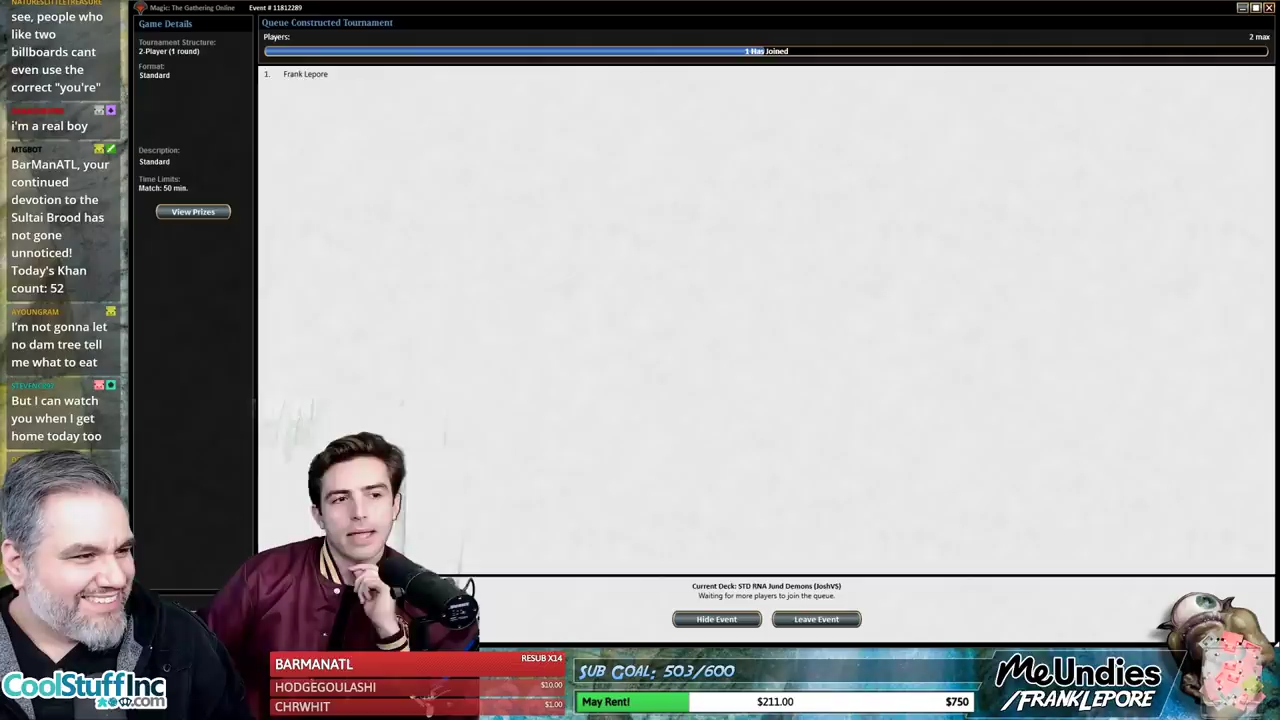 NATURESLITTLETREASURE
see, people who
like two
billboards cant
even use the
correct "you're"
i'm a real boy
MTGBOT
BarManATL, your
continued
devotion to the
Sultai Brood has
not gone
unnoticed!
Today's Khan
count: 52
AYOUNGRAM
I'm not gonna let
no dam tree tell
me what to eat
But I can watch
you when I get
home today too
Magic: The Gathering Online Event # 11812289
Game Details
Tournament Structure:
2-Player (1 round)
Format:
Standard
Description:
Standard
Time Limits:
Match: 50 min.
View Prizes
Queue Constructed Tournament
Players: 2 max
1 Has Joined
1. Frank Lepore
Current Deck: STD RNA Jund Demons (JoshVS)
Waiting for more players to join the queue.
Hide Event Leave Event
CoolStuffInc
.com
BARMANATL RESUB X14
HODGEGOULASHI $10.00
CHRWHIT $1.00
SUB GOAL: 503/600
May Rent! $211.00 $750
MeUndies
/FRANKLEPORE